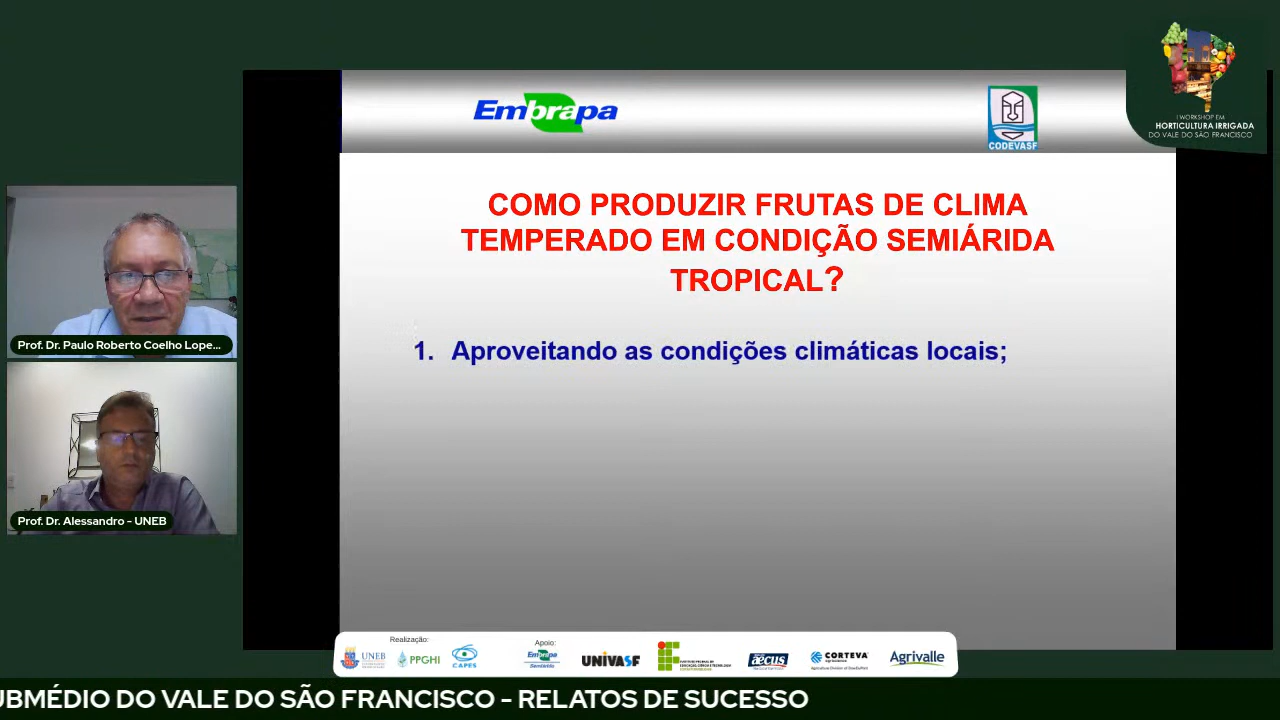 I WORKSHOP EM
HORTICULTURA IRRIGADA
DO VALE DO SÃO FRANCISCO
Embrapa
CODEVASF
COMO PRODUZIR FRUTAS DE CLIMA
TEMPERADO EM CONDIÇÃO SEMIÁRIDA
TROPICAL?
1. Aproveitando as condições climáticas locais;
Prof. Dr. Paulo Roberto Coelho Lope...
Prof. Dr. Alessandro - UNEB
Realização:
UNEB
PPGHI
CAPES
Apoio:
Embrapa
UNIVASF
CORTEVA
Agrivalle
UBMÉDIO DO VALE DO SÃO FRANCISCO - RELATOS DE SUCESSO